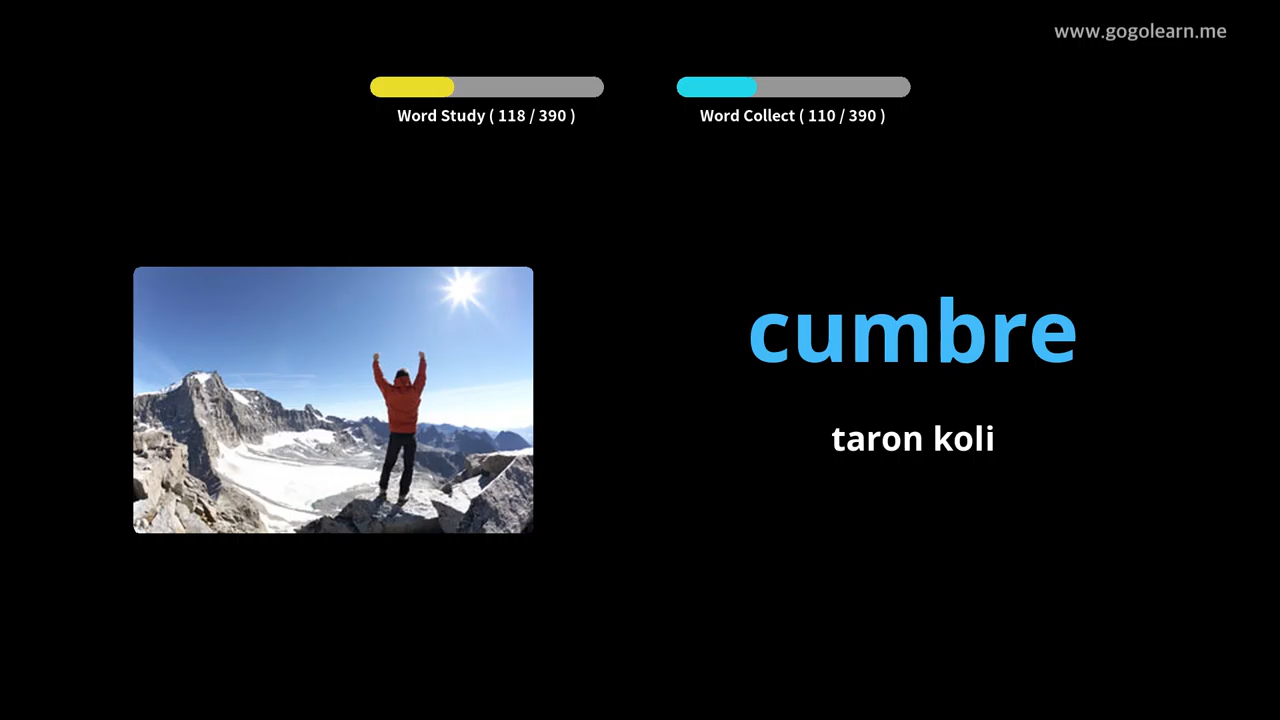 www.gogolearn.me
Word Study ( 118 / 390 )
Word Collect ( 110 / 390 )
cumbre
taron koli